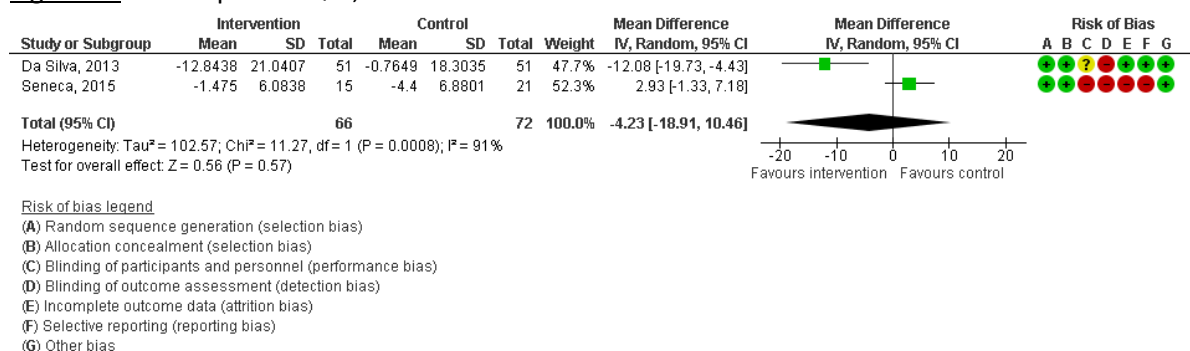 Intervention Control Mean Difference Mean Difference Risk of Bias
Study or Subgroup Mean SD Total Mean SD Total Weight IV, Random, 95% CI IV, Random, 95% CI A B C D E F G
Da Silva, 2013 -12.8438 21.0407 51 -0.7649 18.3035 51 47.7% -12.08 [-19.73, -4.43] + + ? - + + +
Seneca, 2015 -1.475 6.0838 15 -4.4 6.8801 21 52.3% 2.93 [-1.33, 7.18] + + - - - - +
Total (95% CI) 66 72 100.0% -4.23 [-18.91, 10.46]
Heterogeneity: Tau² = 102.57; Chi² = 11.27, df = 1 (P = 0.0008); I² = 91%
Test for overall effect: Z = 0.56 (P = 0.57)
-20 -10 0 10 20
Favours intervention Favours control
Risk of bias legend
(A) Random sequence generation (selection bias)
(B) Allocation concealment (selection bias)
(C) Blinding of participants and personnel (performance bias)
(D) Blinding of outcome assessment (detection bias)
(E) Incomplete outcome data (attrition bias)
(F) Selective reporting (reporting bias)
(G) Other bias